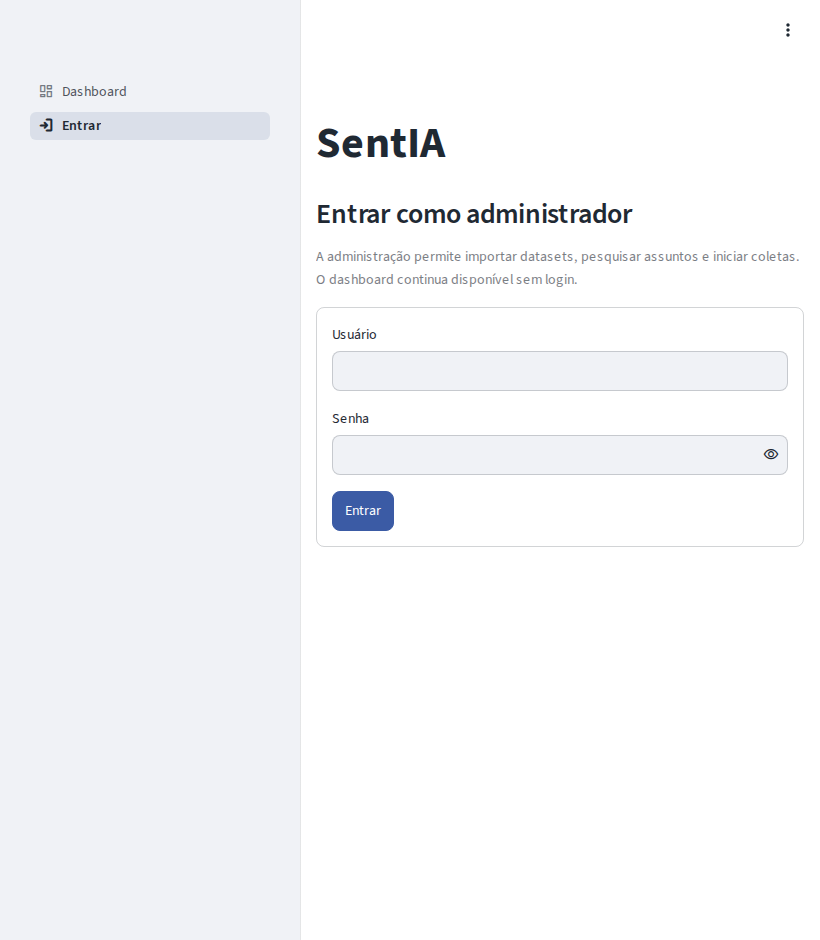 Dashboard
Entrar
SentIA
Entrar como administrador
A administração permite importar datasets, pesquisar assuntos e iniciar coletas.
O dashboard continua disponível sem login.
Usuário
Senha
Entrar